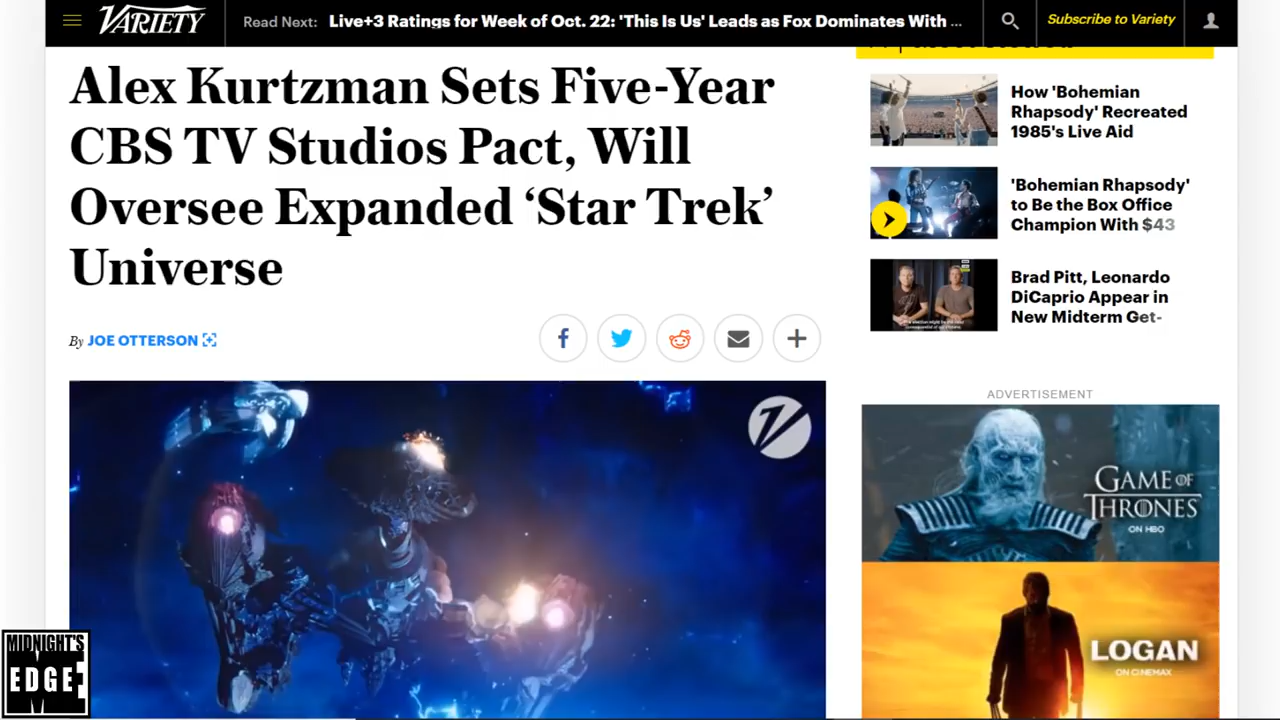 VARIETY
Read Next: Live+3 Ratings for Week of Oct. 22: 'This Is Us' Leads as Fox Dominates With ...
Subscribe to Variety
Alex Kurtzman Sets Five-Year
CBS TV Studios Pact, Will
Oversee Expanded ‘Star Trek’
Universe
By JOE OTTERSON
How 'Bohemian
Rhapsody' Recreated
1985's Live Aid
'Bohemian Rhapsody'
to Be the Box Office
Champion With $43
Brad Pitt, Leonardo
DiCaprio Appear in
New Midterm Get-
ADVERTISEMENT
GAME OF
THRONES
ON HBO
LOGAN
ON CINEMAX
MIDNIGHT'S
EDGE